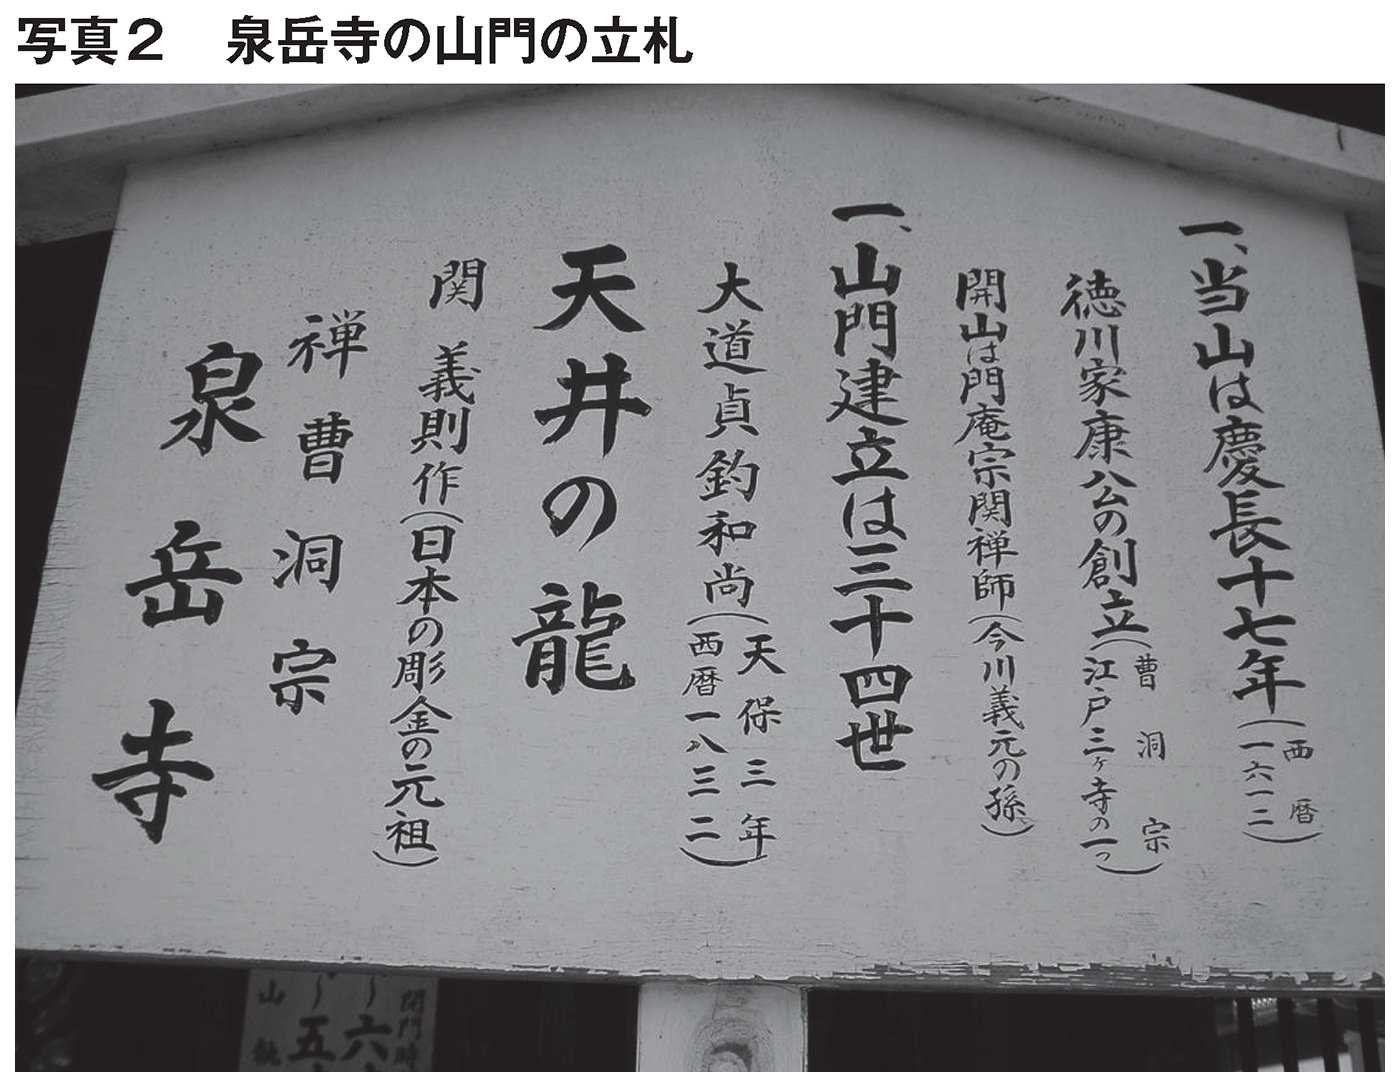 写真２　泉岳寺の山門の立札
一、当山は慶長十七年（西暦一六一二）
徳川家康公の創立（曹洞宗江戸三ヶ寺の一つ）
開山は門庵宗関禅師（今川義元の孫）
一、山門建立は三十四世
大道貞釣和尚（天保三年西暦一八三二）
天井の龍
関義則作（日本の彫金の元祖）
禅曹洞宗
泉岳寺
開門時
～六
～五
山